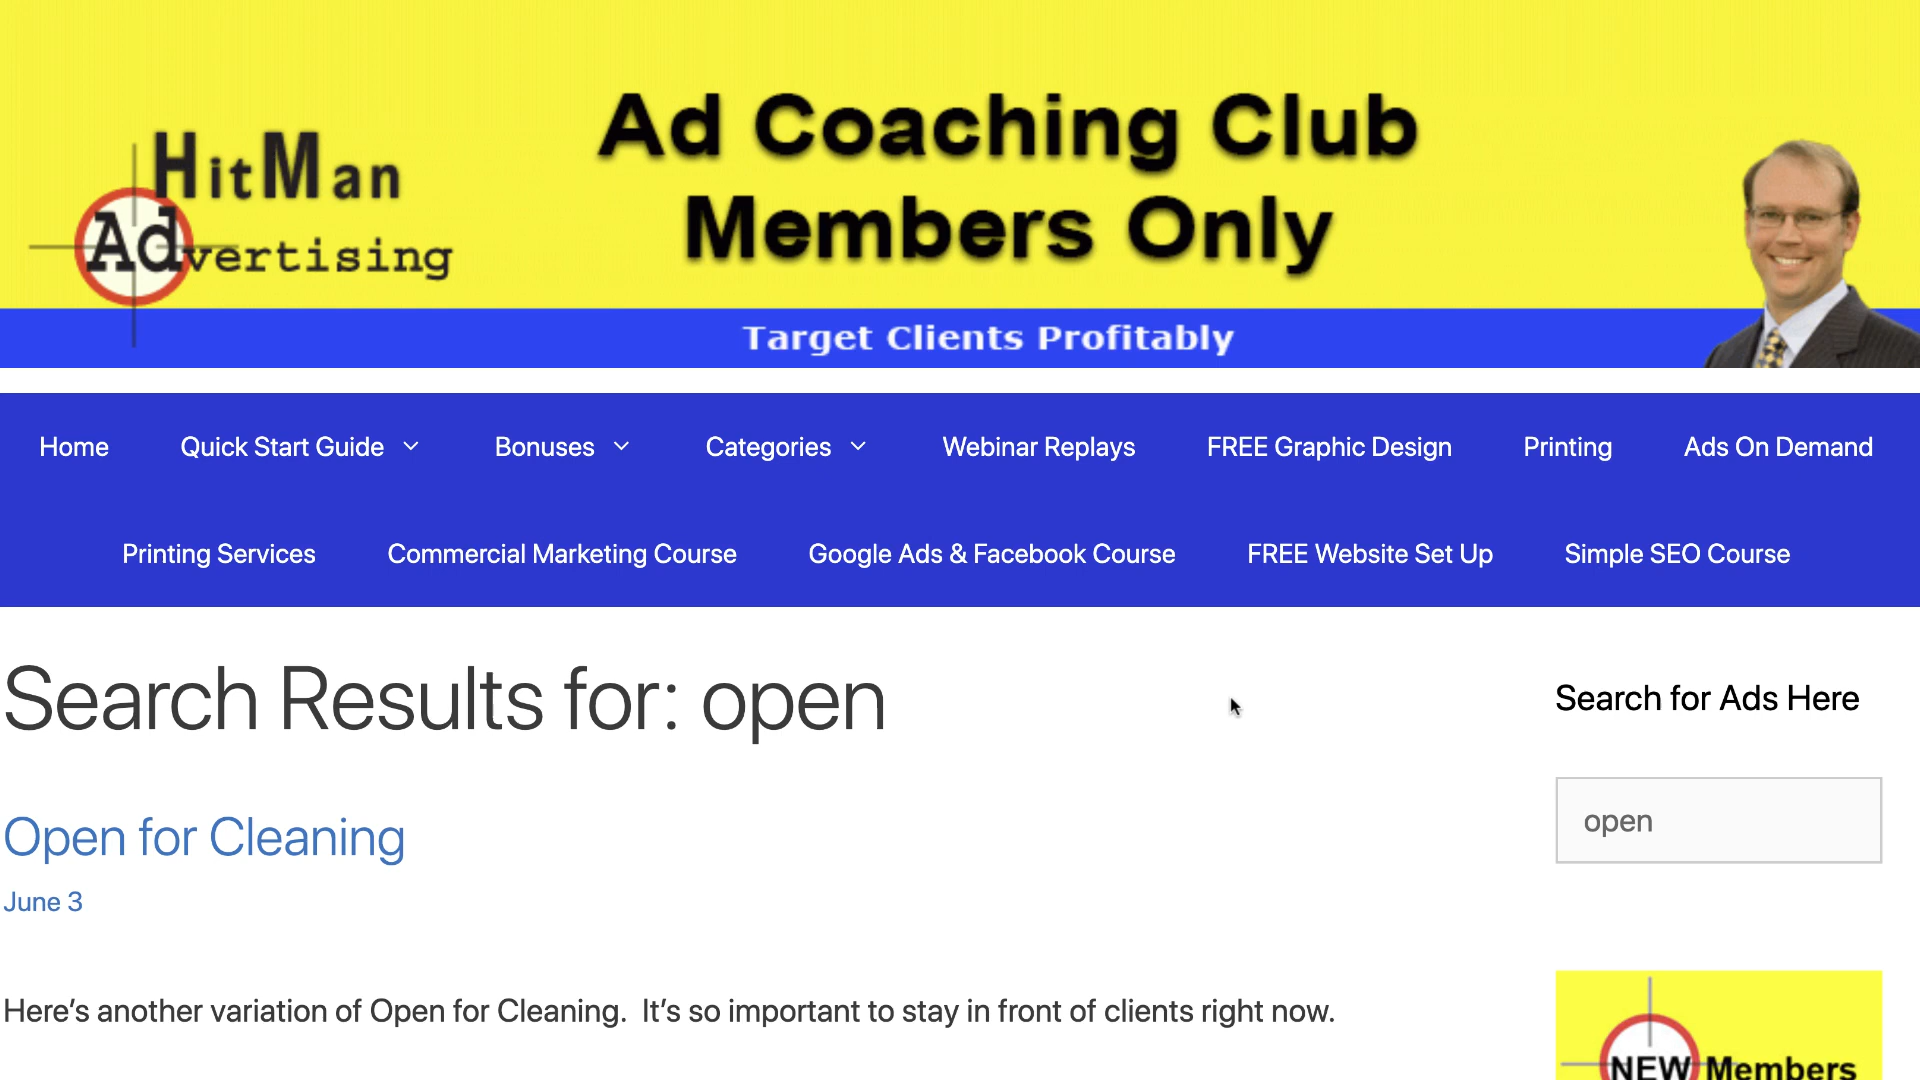 HitMan
Advertising
Ad Coaching Club
Members Only
Target Clients Profitably
Home Quick Start Guide Bonuses Categories Webinar Replays FREE Graphic Design Printing Ads On Demand
Printing Services Commercial Marketing Course Google Ads & Facebook Course FREE Website Set Up Simple SEO Course
Search Results for: open
Open for Cleaning
June 3
Here’s another variation of Open for Cleaning.  It’s so important to stay in front of clients right now.
Search for Ads Here
open
NEW Members